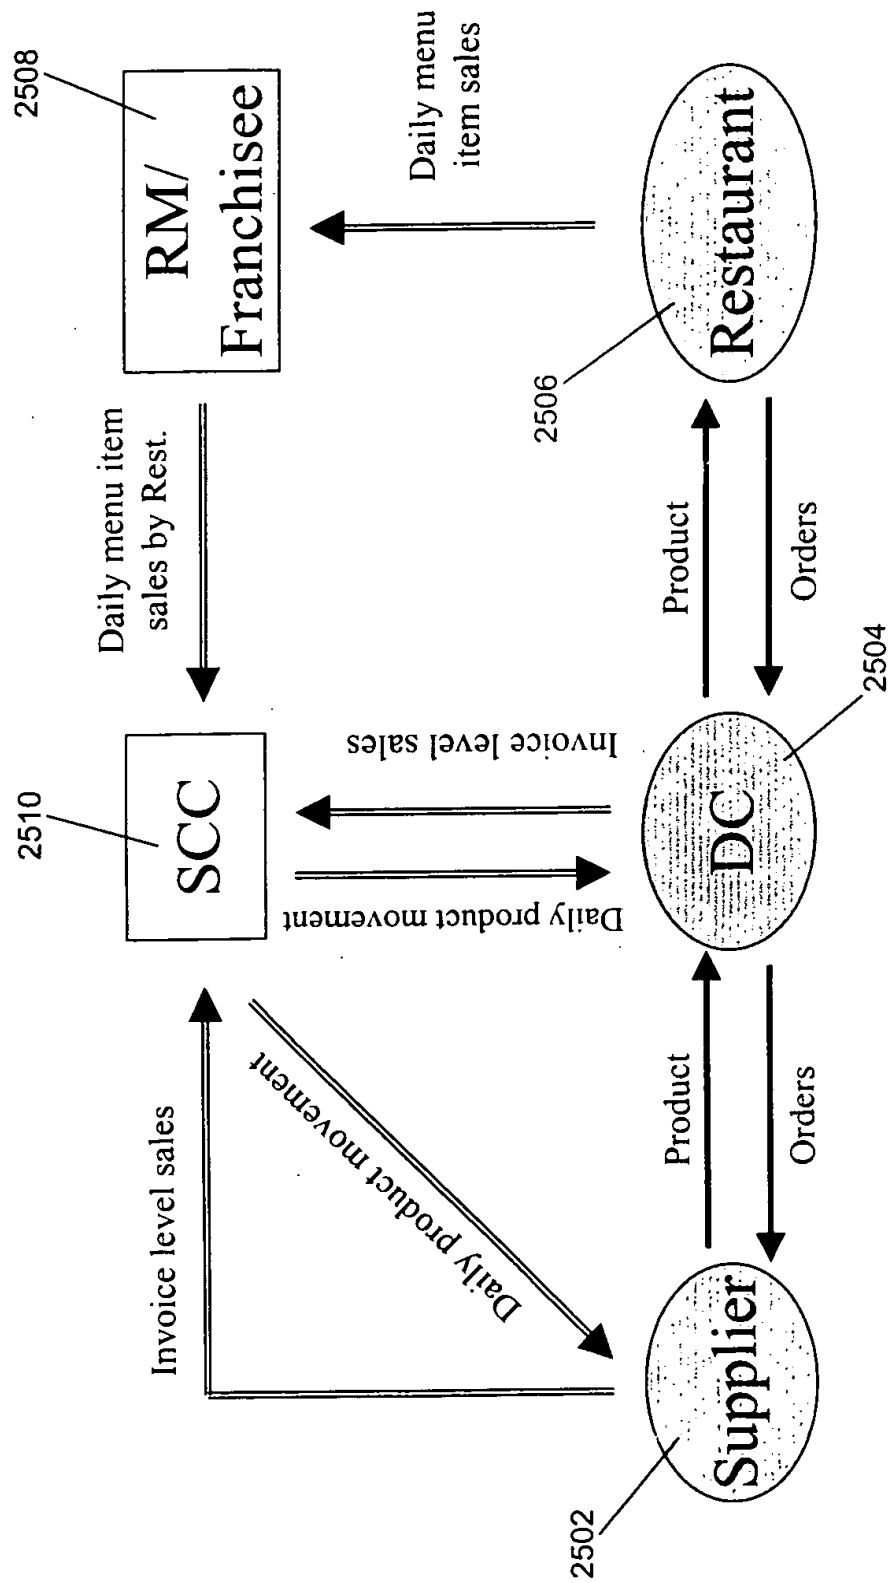 2510
SCC
Daily menu item
sales by Rest.
2508
RM/
Franchisee
Invoice level sales
Daily product movement
Daily product movement
Invoice level sales
Daily menu
item sales
2502
Supplier
Product
Orders
DC
2504
Product
Orders
2506
Restaurant